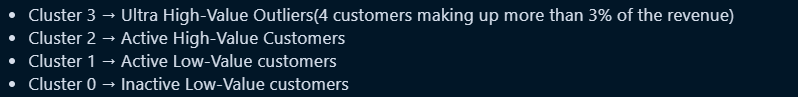 • Cluster 3 → Ultra High-Value Outliers(4 customers making up more than 3% of the revenue)
• Cluster 2 → Active High-Value Customers
• Cluster 1 → Active Low-Value customers
• Cluster 0 → Inactive Low-Value customers